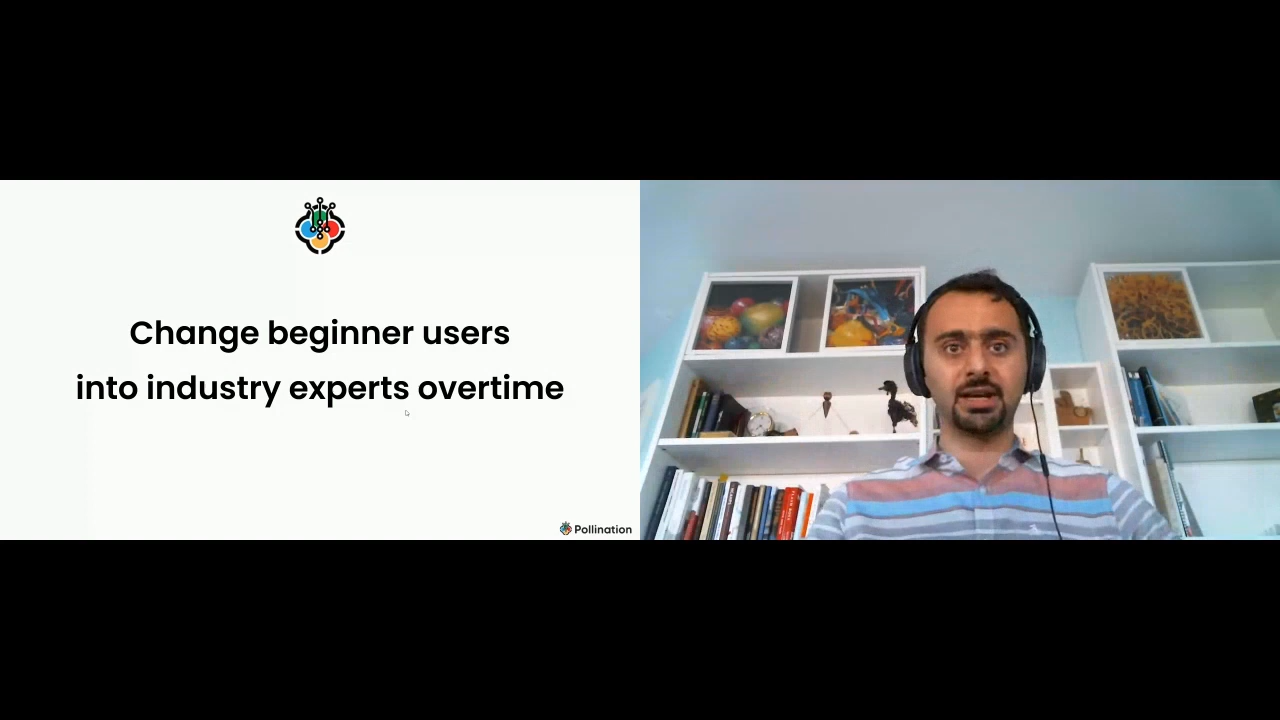 Change beginner users
into industry experts overtime
Pollination